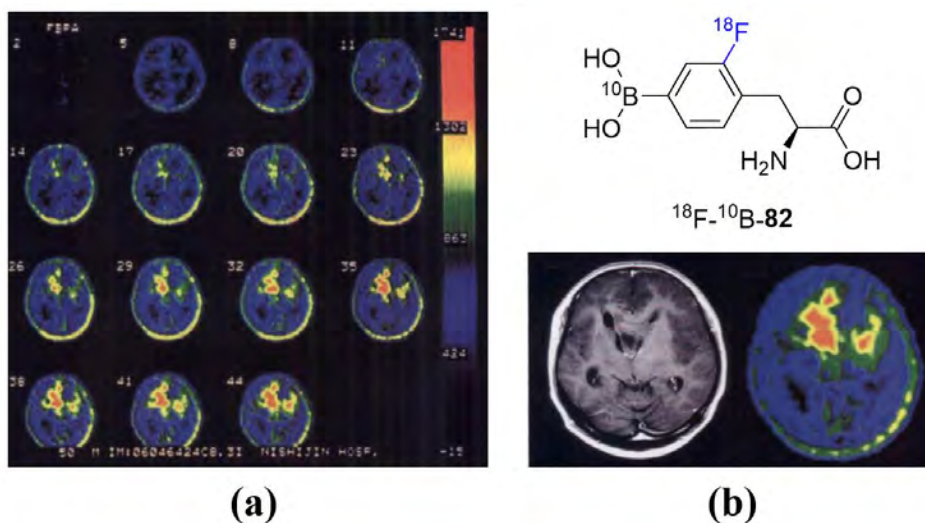 FBPA
1741
2
5
8
11
1302
14
17
20
23
863
26
29
32
35
424
38
41
44
50 M IM:06046424CB.3I NISHIJIN HOSP. -15
(a)
18F
HO
10B
HO
O
H2N
OH
18F-10B-82
(b)